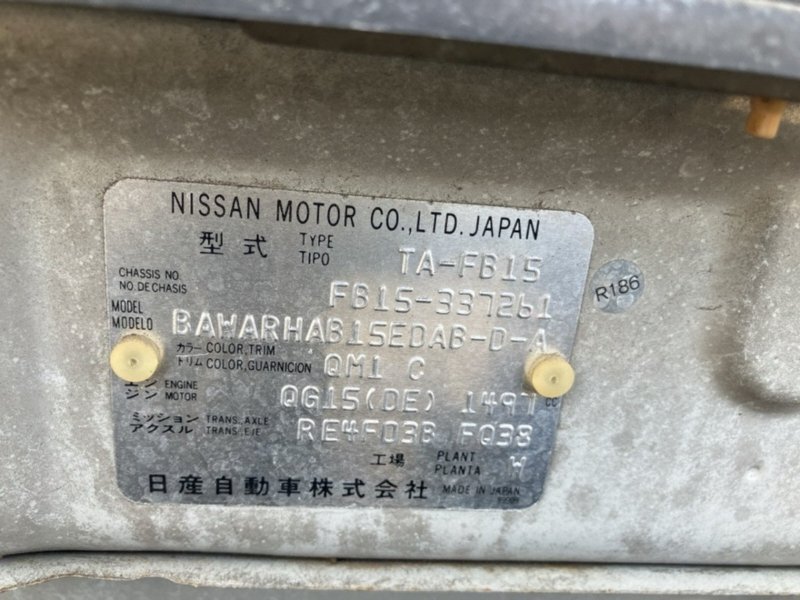 NISSAN MOTOR CO.,LTD. JAPAN
型式 TYPE TIPO TA-FB15
CHASSIS NO. NO. DE CHASIS FB15-337261
MODEL MODELO BAWARHAB15EDAB-D-A
カラー COLOR,TRIM
トリム COLOR,GUARNICION QM1 C
エンジン ENGINE MOTOR QG15(DE) 1497 CC
ミッション TRANS.,AXLE
アクスル TRANS.,EJE RE4F03B FQ38
工場 PLANT PLANTA W
日産自動車株式会社 MADE IN JAPAN
R186